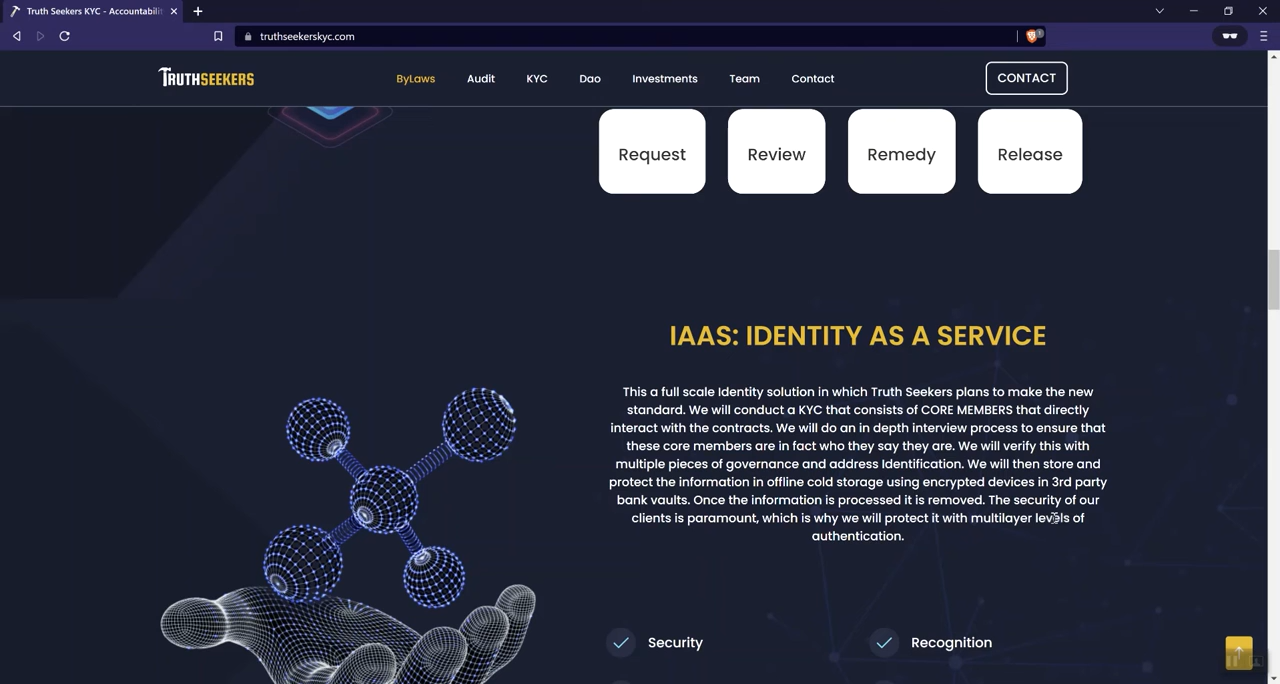 Truth Seekers KYC - Accountabilit
truthseekerskyc.com
1
TRUTHSEEKERS
ByLaws
Audit
KYC
Dao
Investments
Team
Contact
CONTACT
Request
Review
Remedy
Release
IAAS: IDENTITY AS A SERVICE
This a full scale Identity solution in which Truth Seekers plans to make the new
standard. We will conduct a KYC that consists of CORE MEMBERS that directly
interact with the contracts. We will do an in depth interview process to ensure that
these core members are in fact who they say they are. We will verify this with
multiple pieces of governance and address Identification. We will then store and
protect the information in offline cold storage using encrypted devices in 3rd party
bank vaults. Once the information is processed it is removed. The security of our
clients is paramount, which is why we will protect it with multilayer levels of
authentication.
Security
Recognition